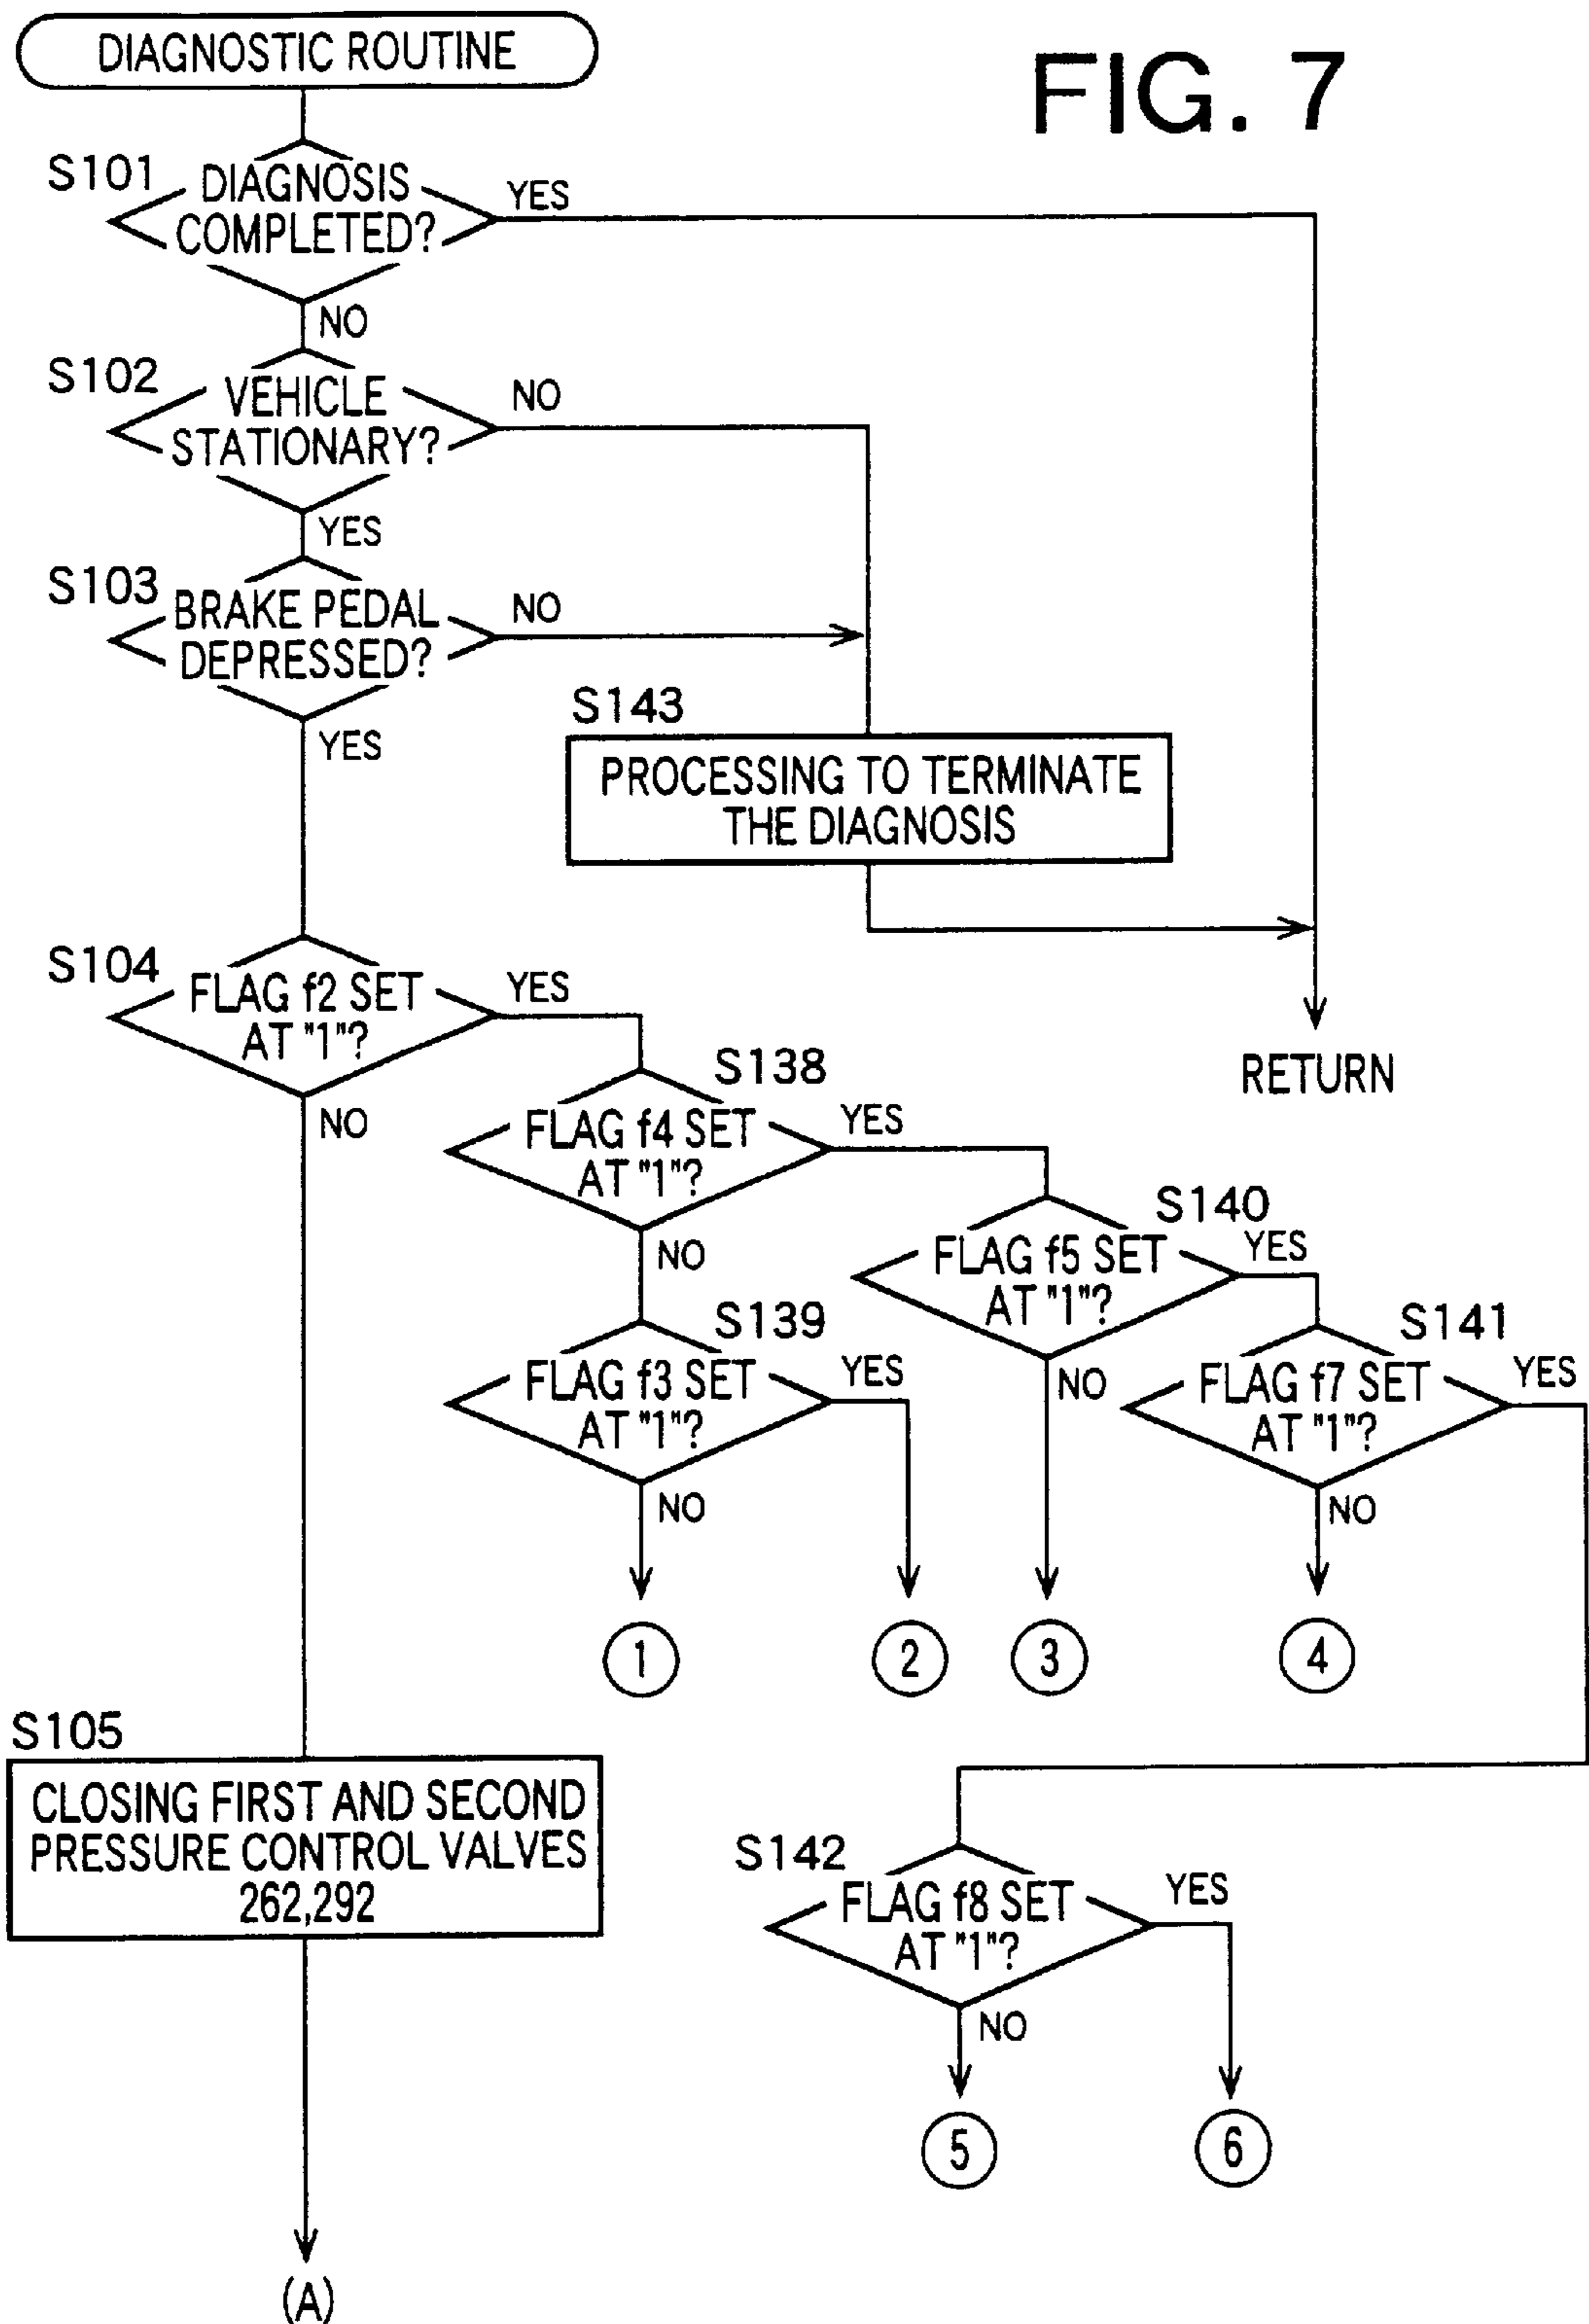 DIAGNOSTIC ROUTINE
FIG. 7
S101
DIAGNOSIS
COMPLETED?
YES
NO
S102
VEHICLE
STATIONARY?
NO
YES
S103
BRAKE PEDAL
DEPRESSED?
NO
YES
S143
PROCESSING TO TERMINATE
THE DIAGNOSIS
RETURN
S104
FLAG f2 SET
AT "1"?
YES
NO
S138
FLAG f4 SET
AT "1"?
YES
NO
S140
FLAG f5 SET
AT "1"?
YES
NO
S139
FLAG f3 SET
AT "1"?
YES
NO
S141
FLAG f7 SET
AT "1"?
YES
NO
1
2
3
4
S105
CLOSING FIRST AND SECOND
PRESSURE CONTROL VALVES
262,292
S142
FLAG f8 SET
AT "1"?
YES
NO
5
6
(A)